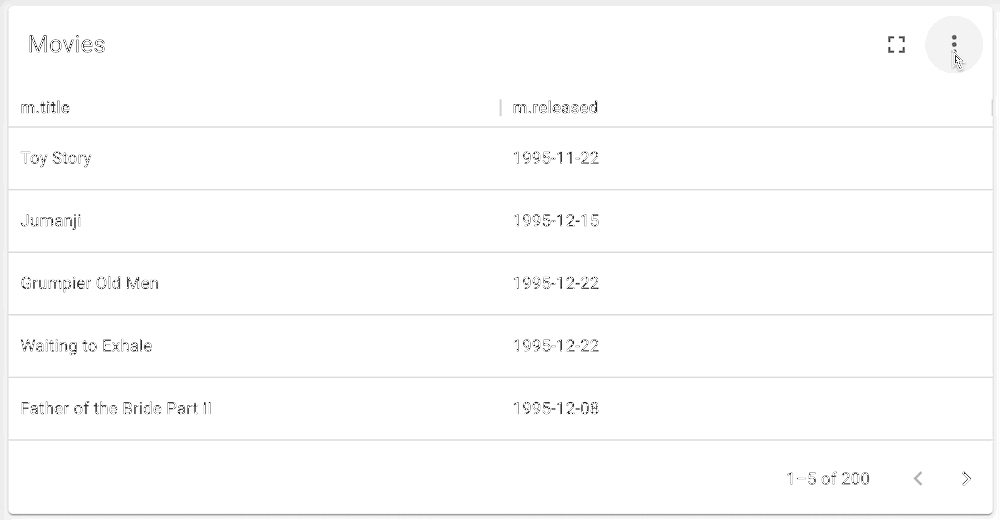 Movies
m.title m.released
Toy Story 1995-11-22
Jumanji 1995-12-15
Grumpier Old Men 1995-12-22
Waiting to Exhale 1995-12-22
Father of the Bride Part II 1995-12-08
1–5 of 200